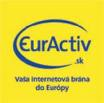 EurActiv
.sk
Vaša internetová brána
do Európy